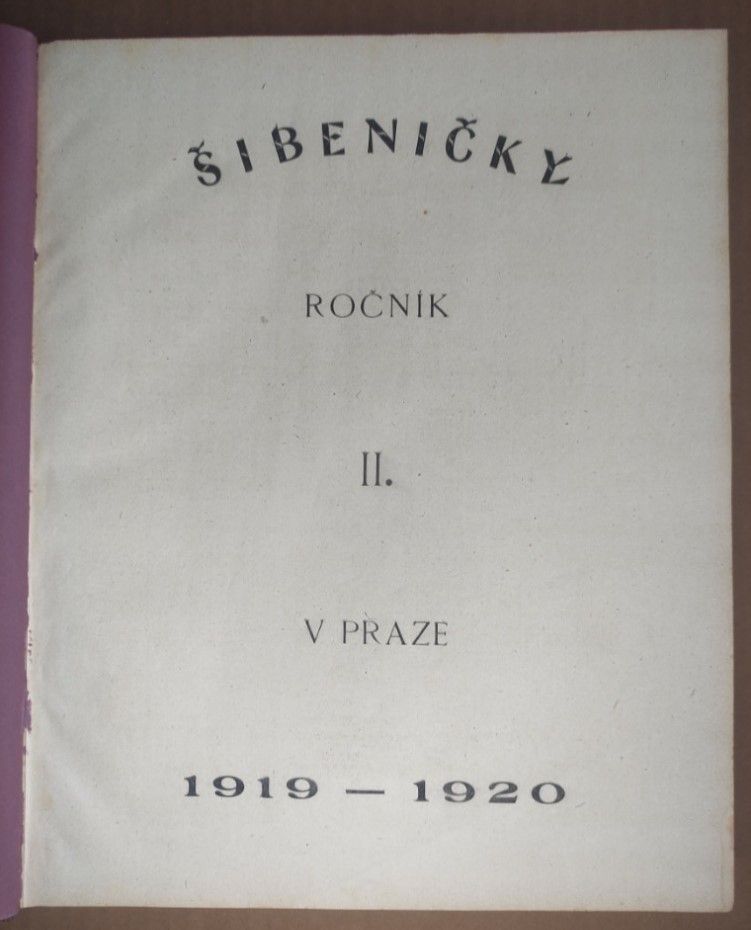 ŠIBENIČKY
ROČNÍK
II.
V PRAZE
1919 — 1920